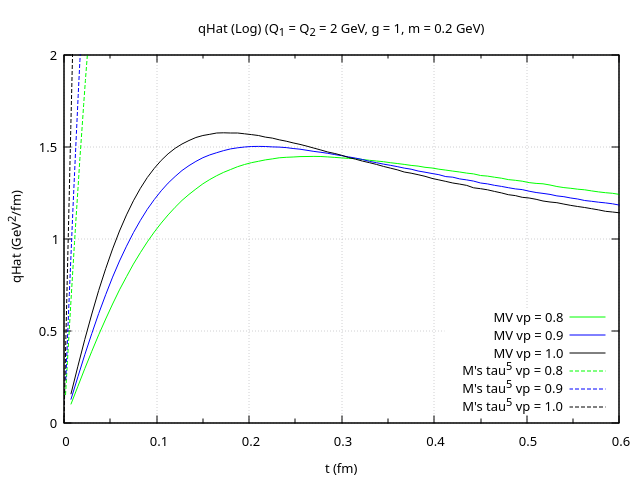 qHat (Log) (Q1 = Q2 = 2 GeV, g = 1, m = 0.2 GeV)
2
1.5
1
0.5
0
qHat (GeV2/fm)
MV vp = 0.8
MV vp = 0.9
MV vp = 1.0
M's tau5 vp = 0.8
M's tau5 vp = 0.9
M's tau5 vp = 1.0
0 0.1 0.2 0.3 0.4 0.5 0.6
t (fm)